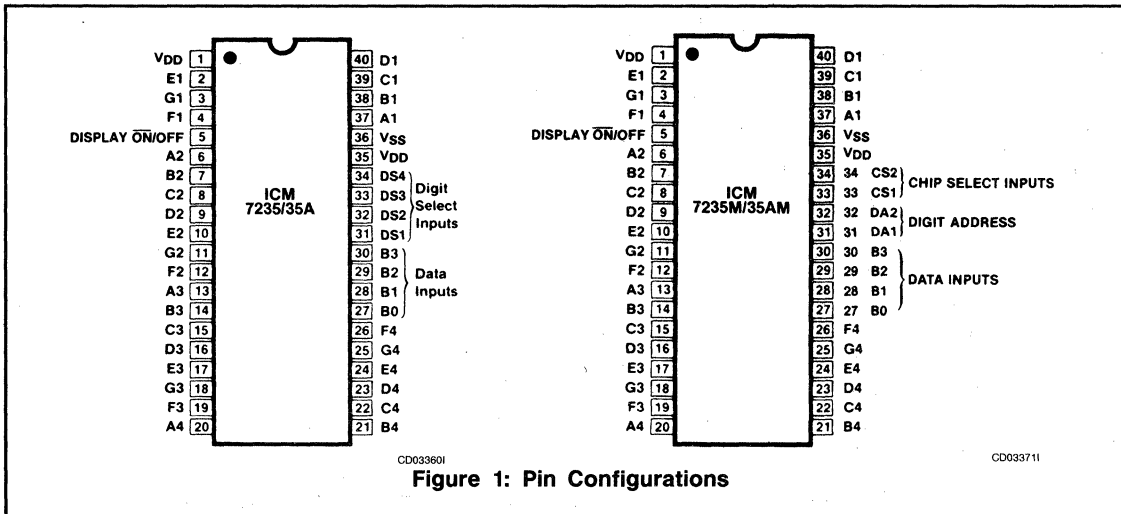 VDD 1 40 D1
E1 2 39 C1
G1 3 38 B1
F1 4 37 A1
DISPLAY ON/OFF 5 36 VSS
A2 6 35 VDD
B2 7 34 DS4
C2 8 33 DS3
D2 9 32 DS2
E2 10 31 DS1
G2 11 30 B3
F2 12 29 B2
A3 13 28 B1
B3 14 27 B0
C3 15 26 F4
D3 16 25 G4
E3 17 24 E4
G3 18 23 D4
F3 19 22 C4
A4 20 21 B4
ICM
7235/35A
Digit
Select
Inputs
Data
Inputs
CD03360I
VDD 1 40 D1
E1 2 39 C1
G1 3 38 B1
F1 4 37 A1
DISPLAY ON/OFF 5 36 VSS
A2 6 35 VDD
B2 7 34 34 CS2
C2 8 33 33 CS1
D2 9 32 32 DA2
E2 10 31 31 DA1
G2 11 30 30 B3
F2 12 29 29 B2
A3 13 28 28 B1
B3 14 27 27 B0
C3 15 26 F4
D3 16 25 G4
E3 17 24 E4
G3 18 23 D4
F3 19 22 C4
A4 20 21 B4
ICM
7235M/35AM
CHIP SELECT INPUTS
DIGIT ADDRESS
DATA INPUTS
CD03371I
Figure 1: Pin Configurations